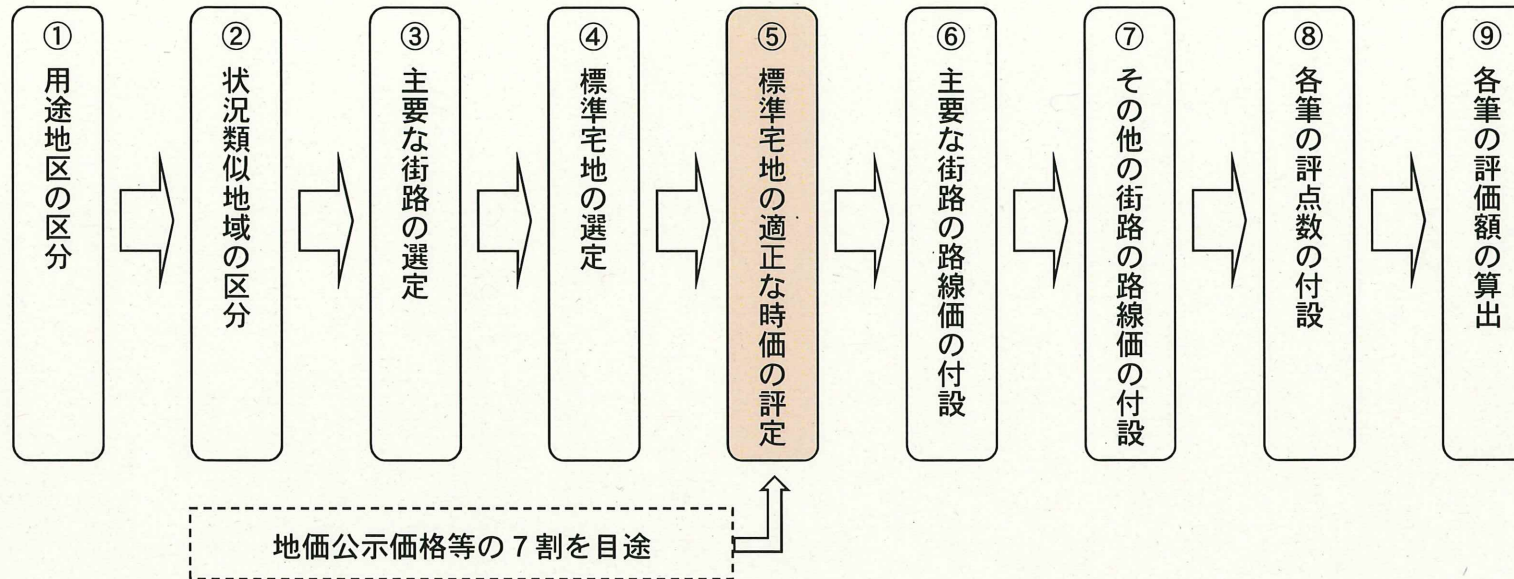 ① 用途地区の区分
② 状況類似地域の区分
③ 主要な街路の選定
④ 標準宅地の選定
⑤ 標準宅地の適正な時価の評定
⑥ 主要な街路の路線価の付設
⑦ その他の街路の路線価の付設
⑧ 各筆の評点数の付設
⑨ 各筆の評価額の算出
地価公示価格等の７割を目途